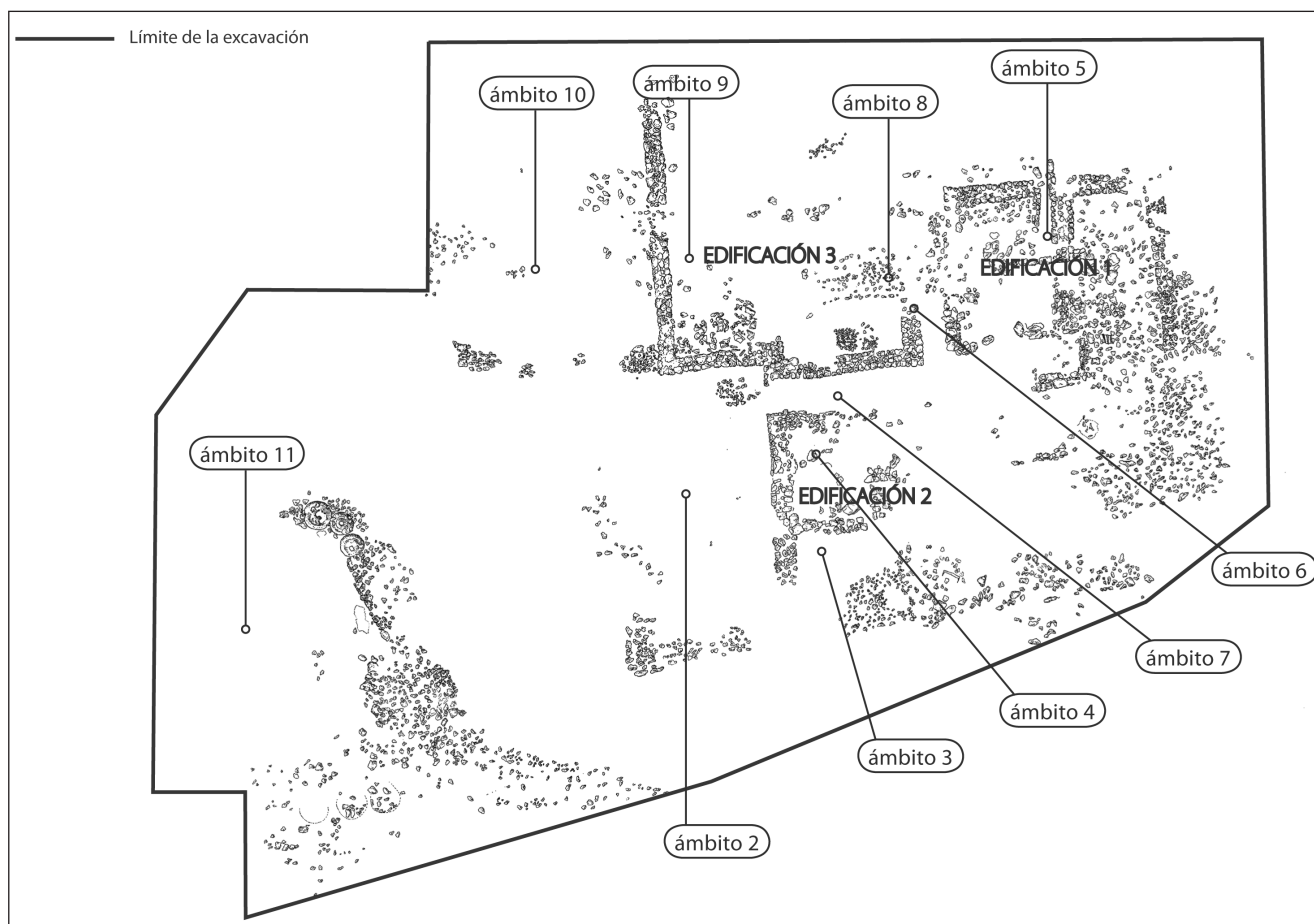 Límite de la excavación
ámbito 5
ámbito 9
ámbito 10
ámbito 8
EDIFICACIÓN 3
EDIFICACIÓN 1
ámbito 11
EDIFICACIÓN 2
ámbito 6
ámbito 7
ámbito 4
ámbito 3
ámbito 2